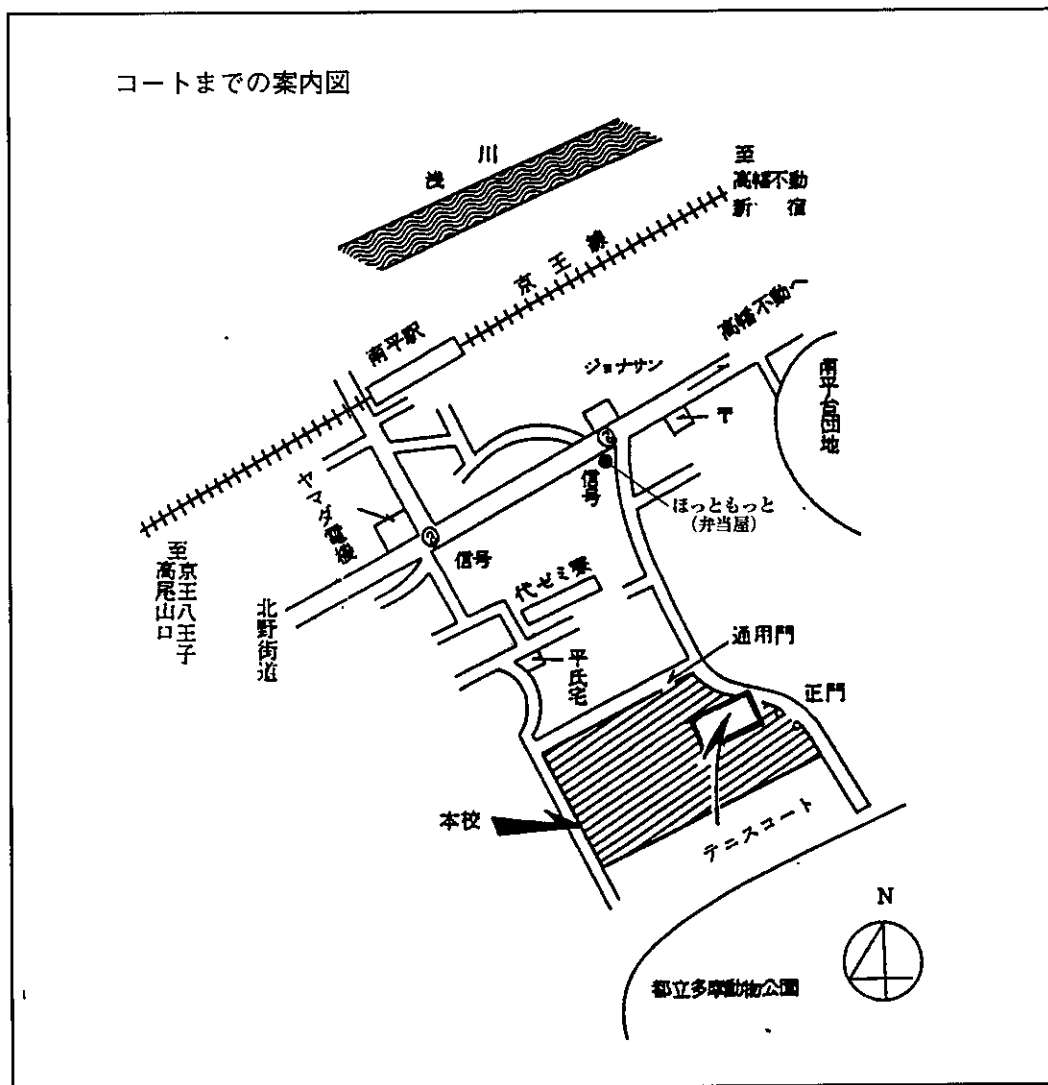 コートまでの案内図
浅川
至
高幡不動
新宿
京王線
南平駅
高幡不動へ
ジョナサン
〒
南平台団地
信号
ほっともっと
(弁当屋)
ヤマダ電機
信号
至
京王八王子
高尾山口
北野街道
代ゼミ寮
平氏宅
通用門
正門
本校
テニスコート
N
都立多摩動物公園